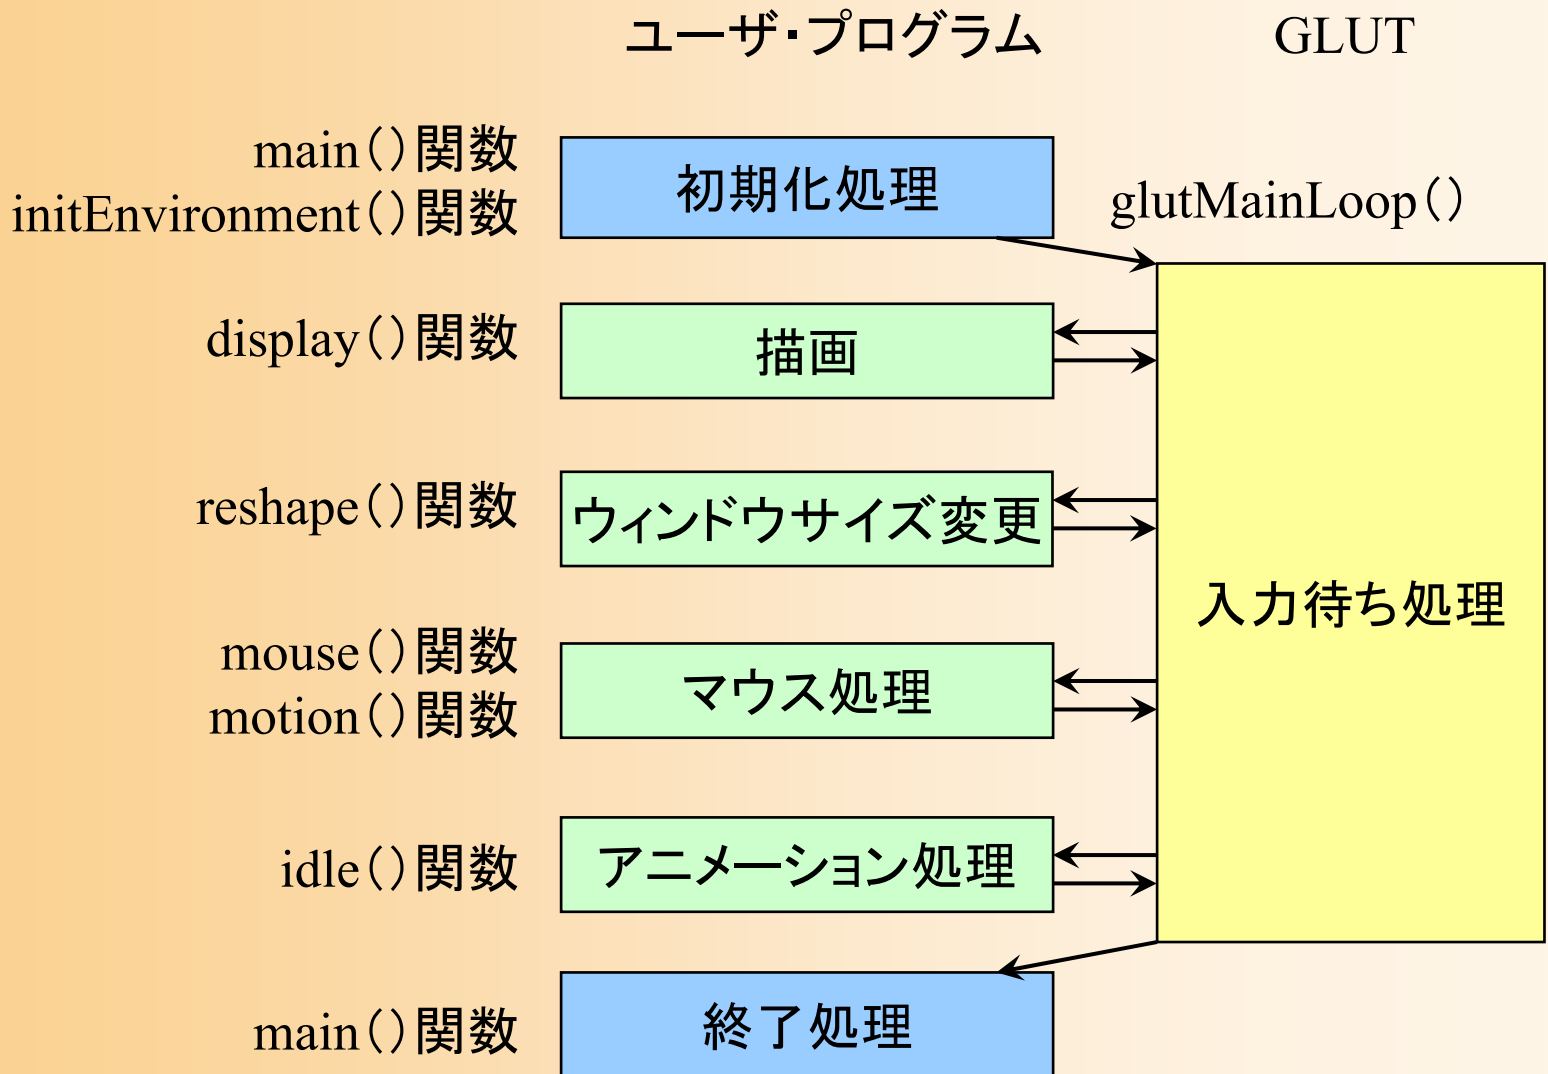 ユーザ・プログラム
GLUT
main()関数
initEnvironment()関数
初期化処理
glutMainLoop()
display()関数
描画
reshape()関数
ウィンドウサイズ変更
入力待ち処理
mouse()関数
motion()関数
マウス処理
idle()関数
アニメーション処理
main()関数
終了処理